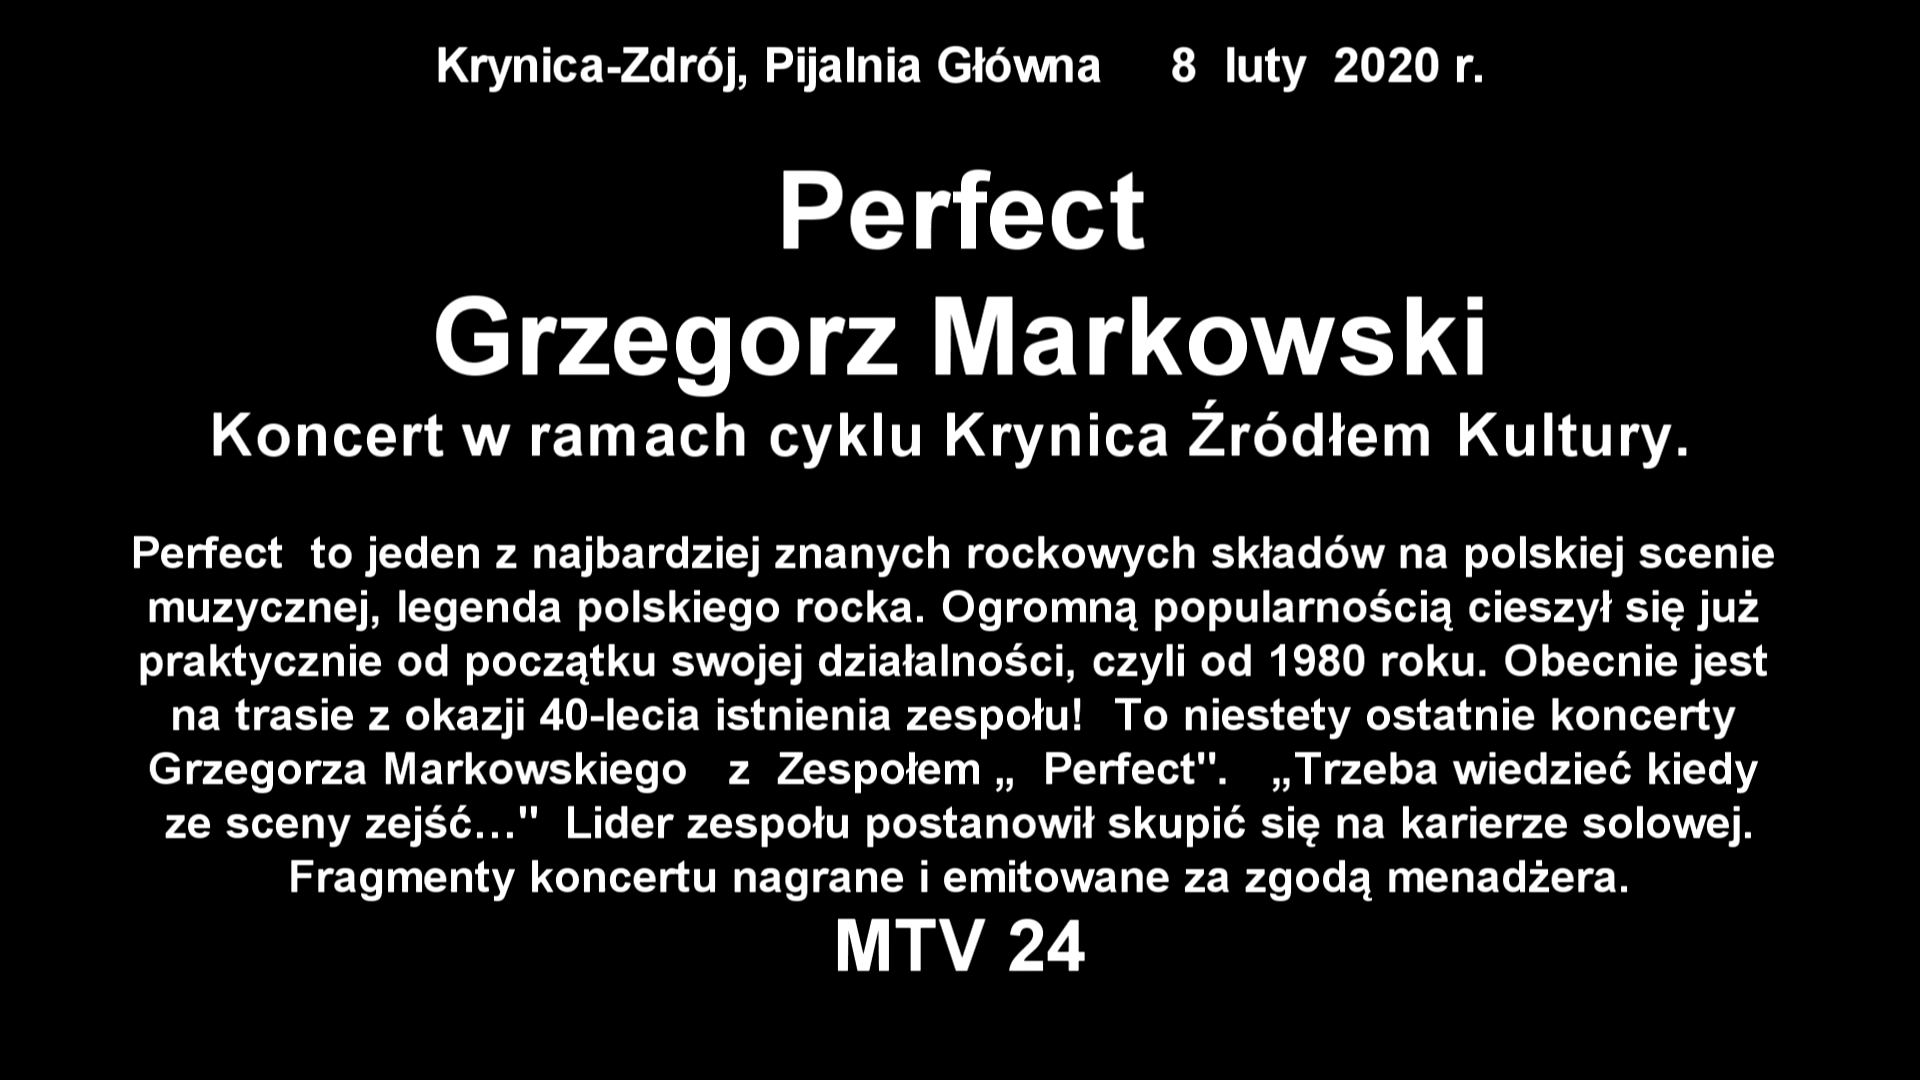 Krynica-Zdrój, Pijalnia Główna 8 luty 2020 r.
Perfect
Grzegorz Markowski
Koncert w ramach cyklu Krynica Źródłem Kultury.
Perfect to jeden z najbardziej znanych rockowych składów na polskiej scenie
muzycznej, legenda polskiego rocka. Ogromną popularnością cieszył się już
praktycznie od początku swojej działalności, czyli od 1980 roku. Obecnie jest
na trasie z okazji 40-lecia istnienia zespołu! To niestety ostatnie koncerty
Grzegorza Markowskiego z Zespołem „ Perfect". „Trzeba wiedzieć kiedy
ze sceny zejść…" Lider zespołu postanowił skupić się na karierze solowej.
Fragmenty koncertu nagrane i emitowane za zgodą menadżera.
MTV 24